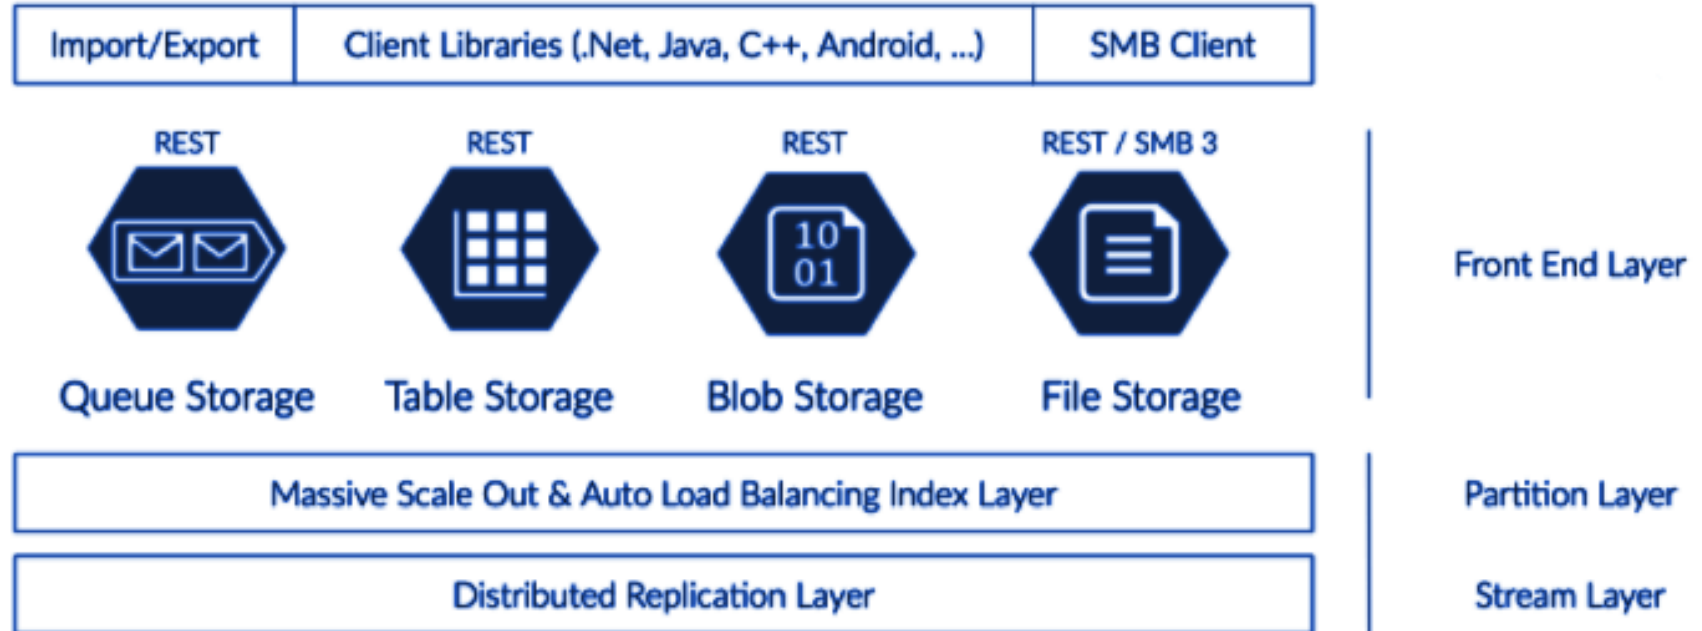 Import/Export
Client Libraries (.Net, Java, C++, Android, ...)
SMB Client
REST
REST
REST
REST / SMB 3
10
01
Front End Layer
Queue Storage
Table Storage
Blob Storage
File Storage
Massive Scale Out & Auto Load Balancing Index Layer
Partition Layer
Distributed Replication Layer
Stream Layer